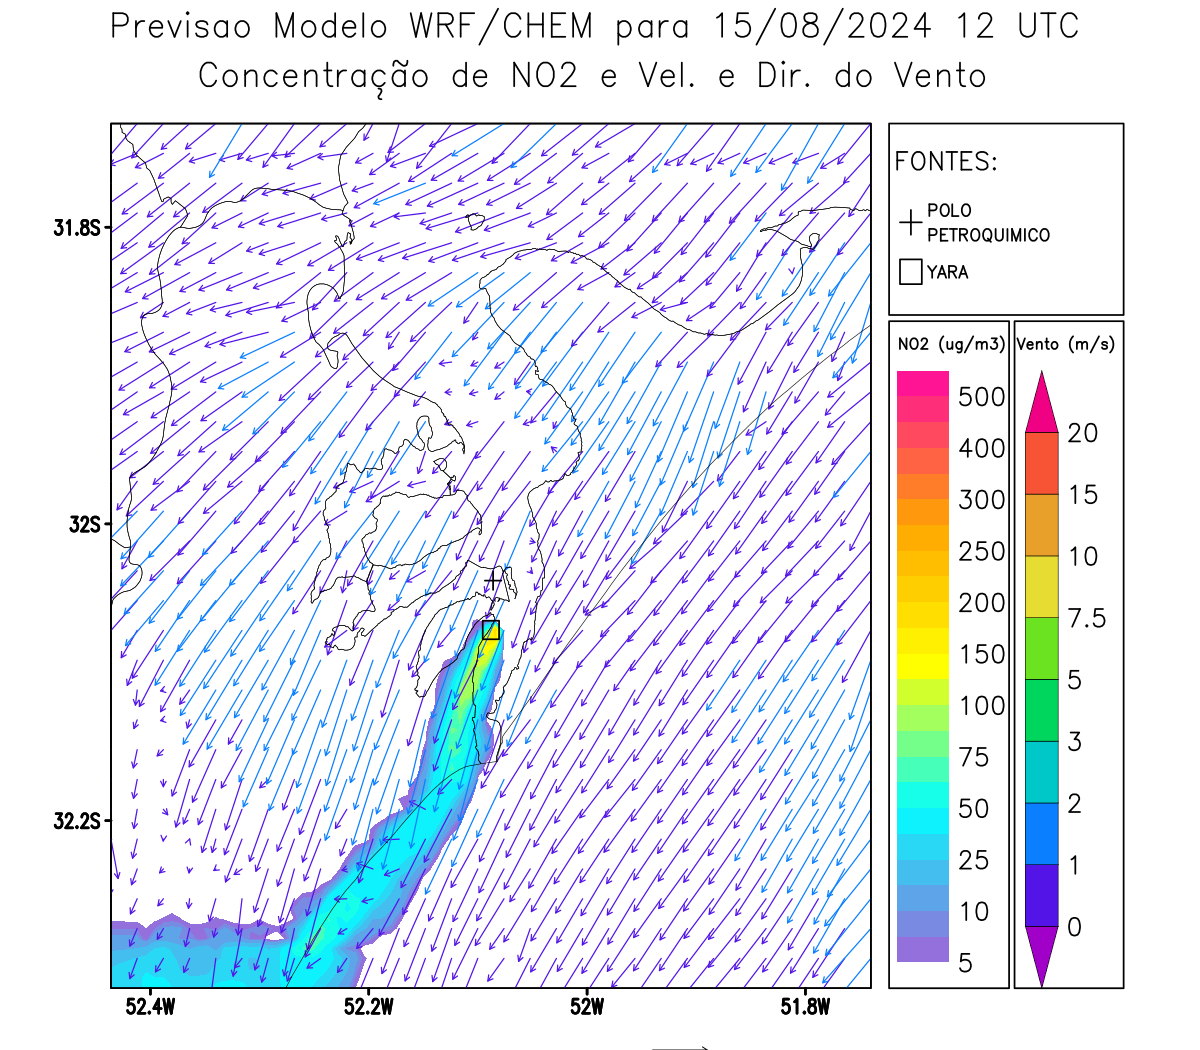 Previsao Modelo WRF/CHEM para 15/08/2024 12 UTC
Concentração de NO2 e Vel. e Dir. do Vento
FONTES:
POLO
PETROQUIMICO
YARA
NO2 (ug/m3)
500
400
300
250
200
150
100
75
50
25
10
5
Vento (m/s)
20
15
10
7.5
5
3
2
1
0
31.8S
32S
32.2S
52.4W
52.2W
52W
51.8W